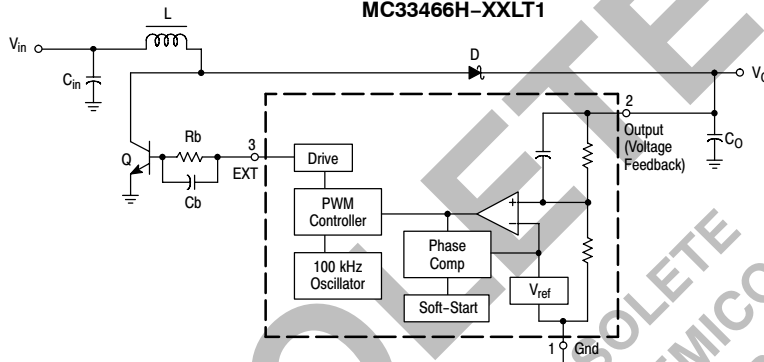 MC33466H−XXLT1
L
Vin
D
Cin
2
Output
(Voltage
Feedback)
CO
Rb
3
Q
EXT
Cb
Drive
PWM
Controller
100 kHz
Oscillator
+
−
Phase
Comp
Vref
Soft−Start
1
Gnd
OLETE